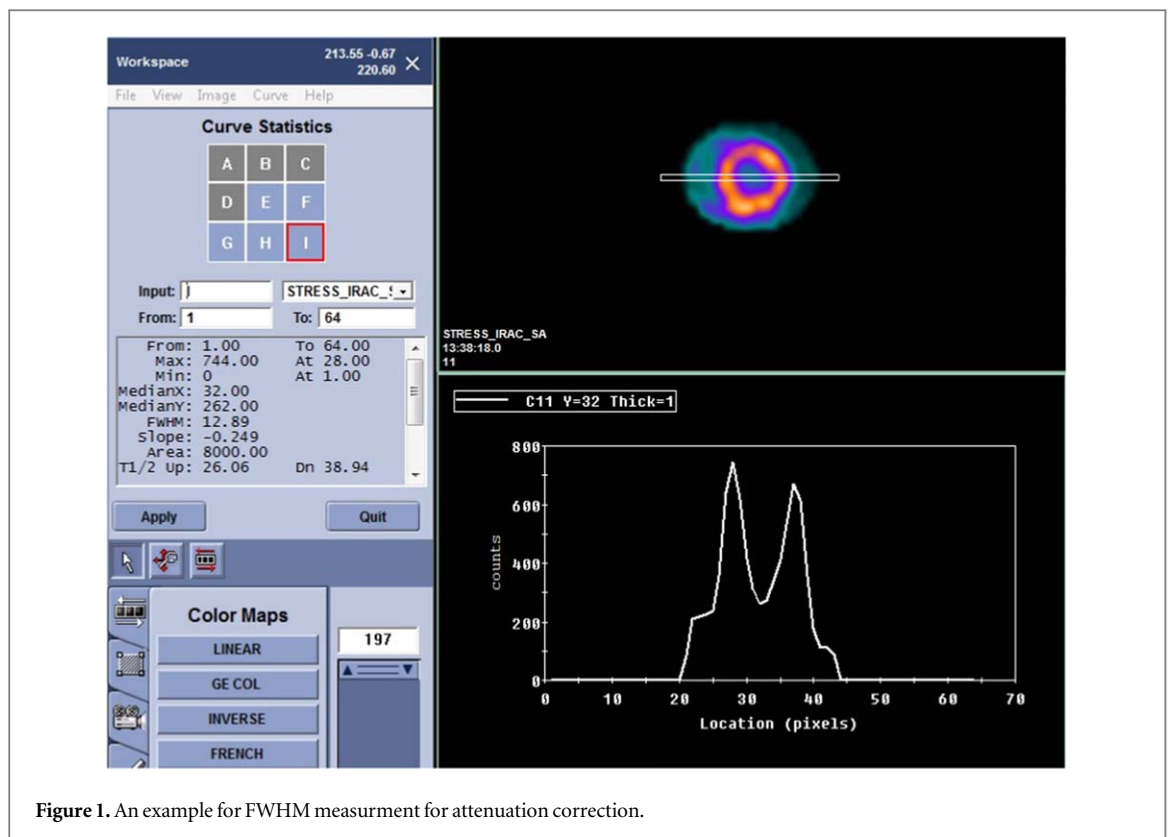 Workspace
213.55 -0.67
220.60
File View Image Curve Help
Curve Statistics
A B C
D E F
G H I
Input: STRESS_IRAC_
From: 1 To: 64
From: 1.00 To 64.00
Max: 744.00 At 28.00
Min: 0 At 1.00
MedianX: 32.00
MedianY: 262.00
FWHM: 12.89
Slope: -0.249
Area: 8000.00
T1/2 Up: 26.06 Dn 38.94
Apply Quit
Color Maps
LINEAR
GE COL
INVERSE
FRENCH
197
STRESS_IRAC_SA
13:38:18.0
11
C11 Y=32 Thick=1
800
600
400
200
0
counts
0 10 20 30 40 50 60 70
Location (pixels)
Figure 1. An example for FWHM measurment for attenuation correction.